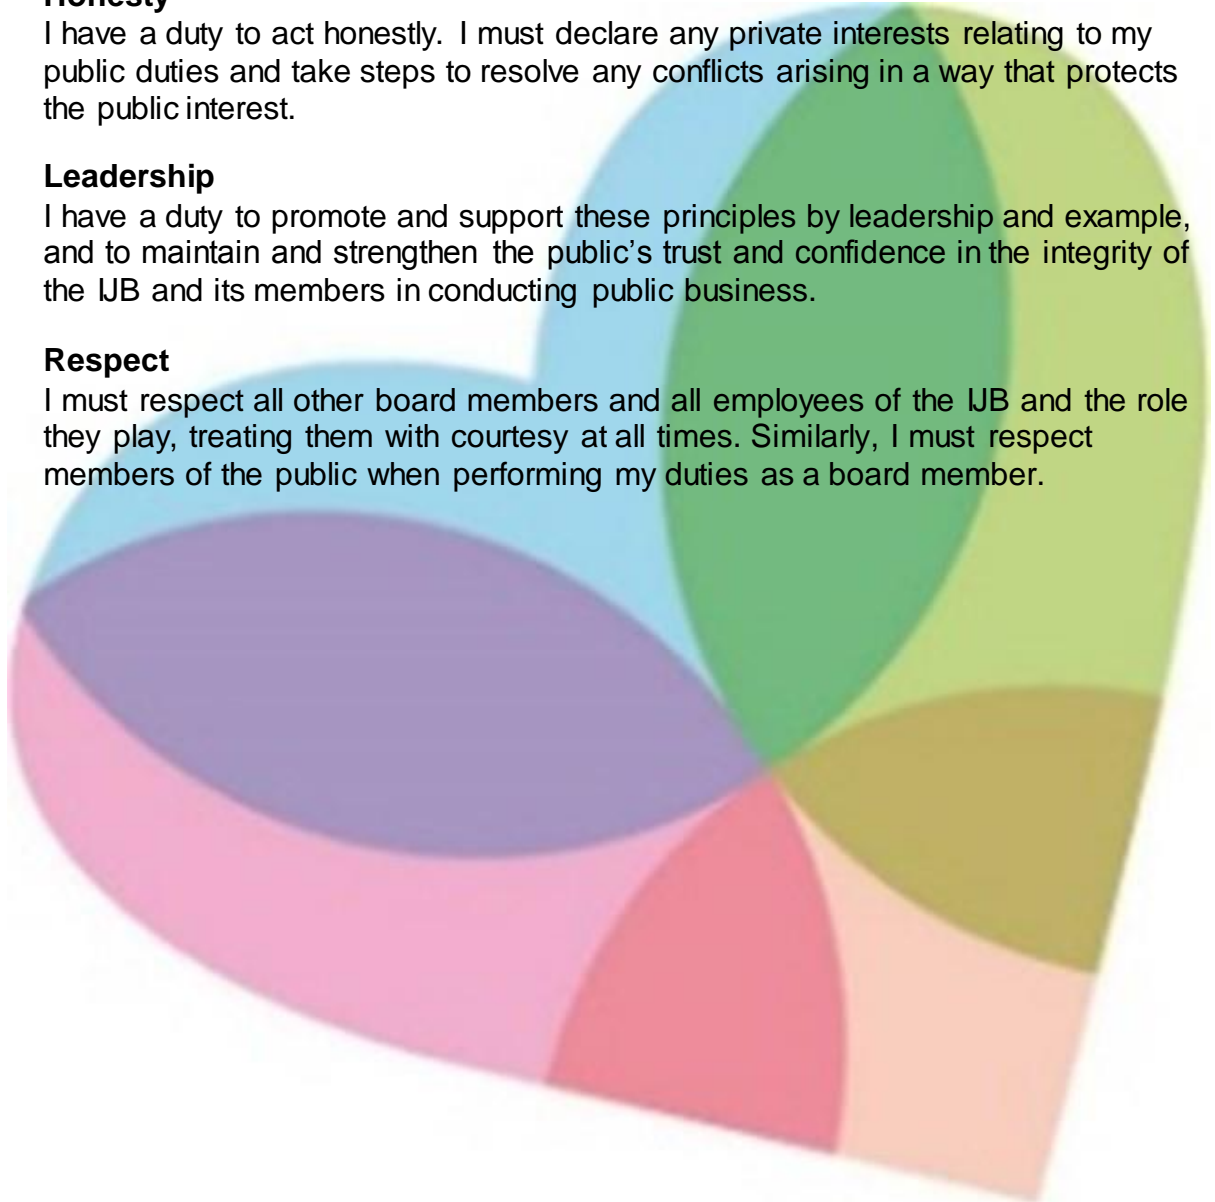 Honesty
I have a duty to act honestly. I must declare any private interests relating to my
public duties and take steps to resolve any conflicts arising in a way that protects
the public interest.
Leadership
I have a duty to promote and support these principles by leadership and example,
and to maintain and strengthen the public’s trust and confidence in the integrity of
the IJB and its members in conducting public business.
Respect
I must respect all other board members and all employees of the IJB and the role
they play, treating them with courtesy at all times. Similarly, I must respect
members of the public when performing my duties as a board member.